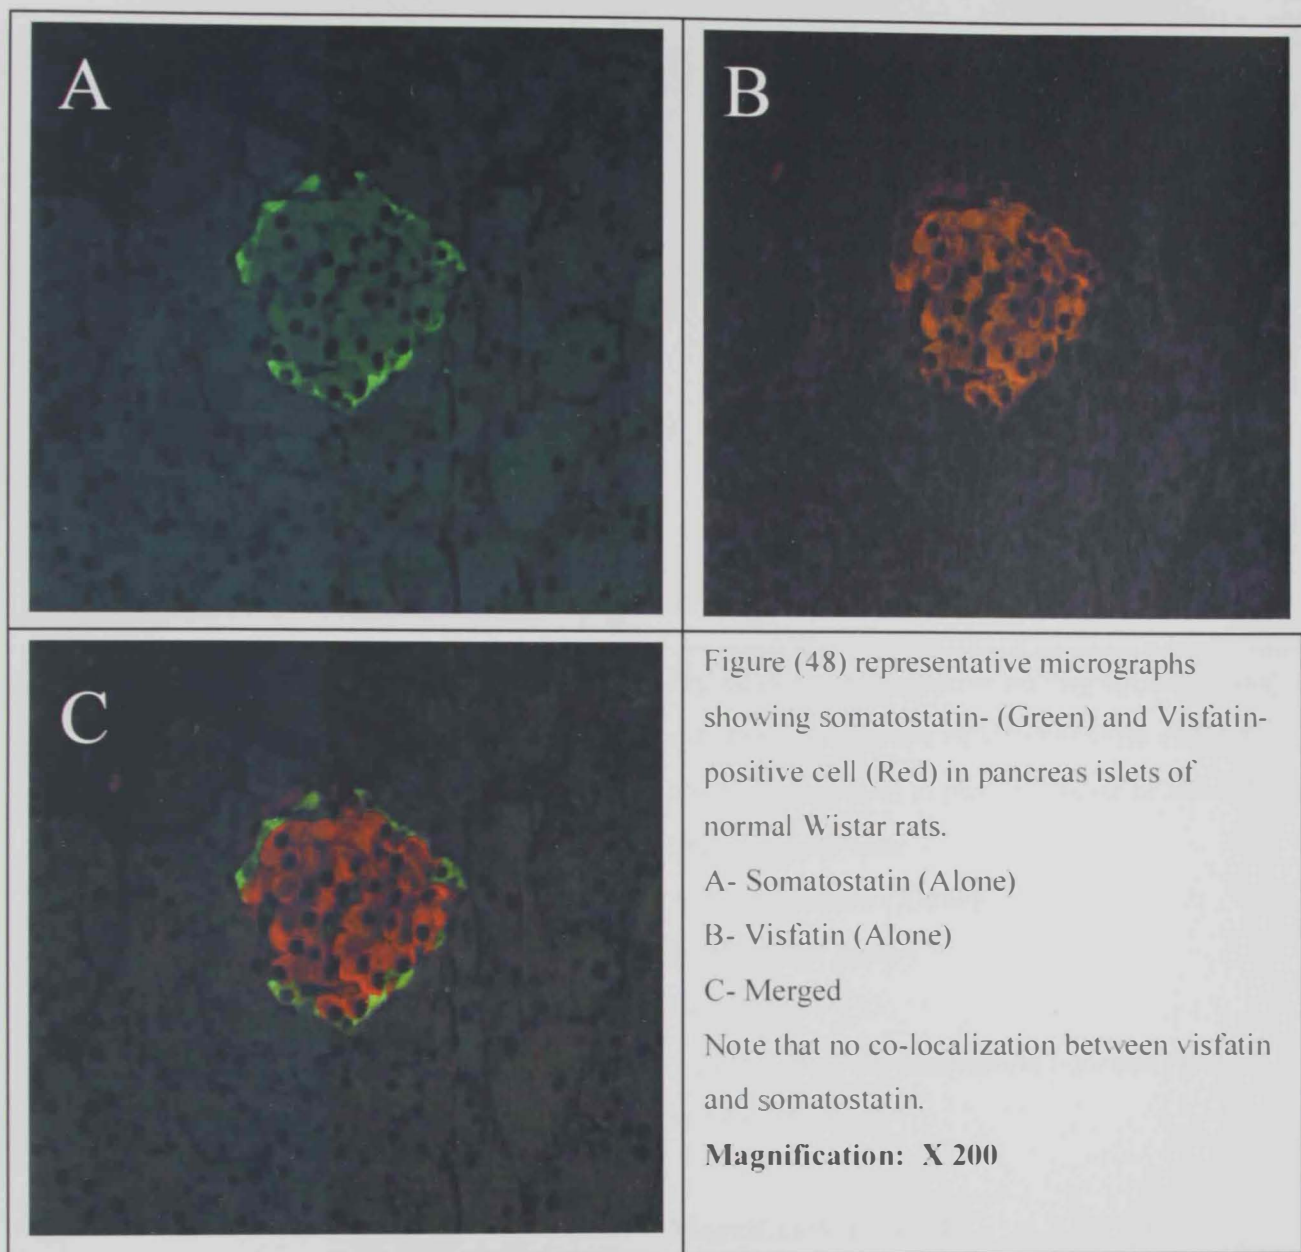 A
B
C
Figure (48) representative micrographs
showing somatostatin- (Green) and Visfatin-
positive cell (Red) in pancreas islets of
normal Wistar rats.
A- Somatostatin (Alone)
B- Visfatin (Alone)
C- Merged
Note that no co-localization between visfatin
and somatostatin.
Magnification: X 200